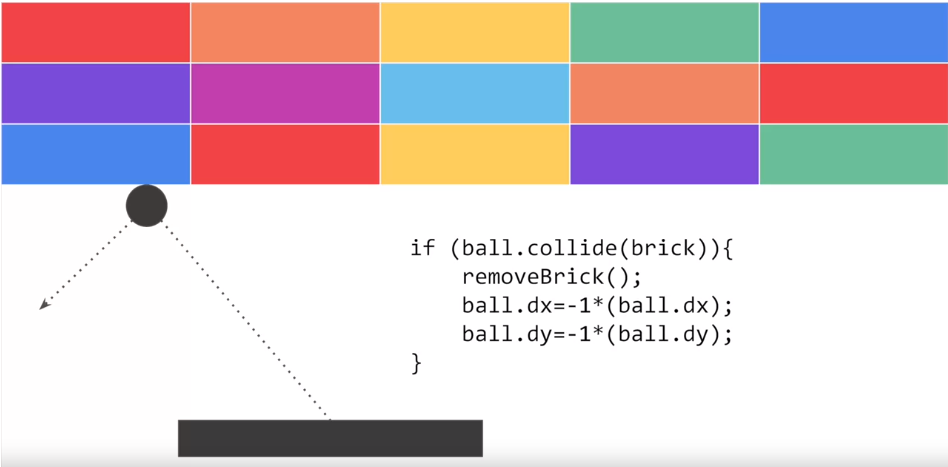 if (ball.collide(brick)){
    removeBrick();
    ball.dx=-1*(ball.dx);
    ball.dy=-1*(ball.dy);
}